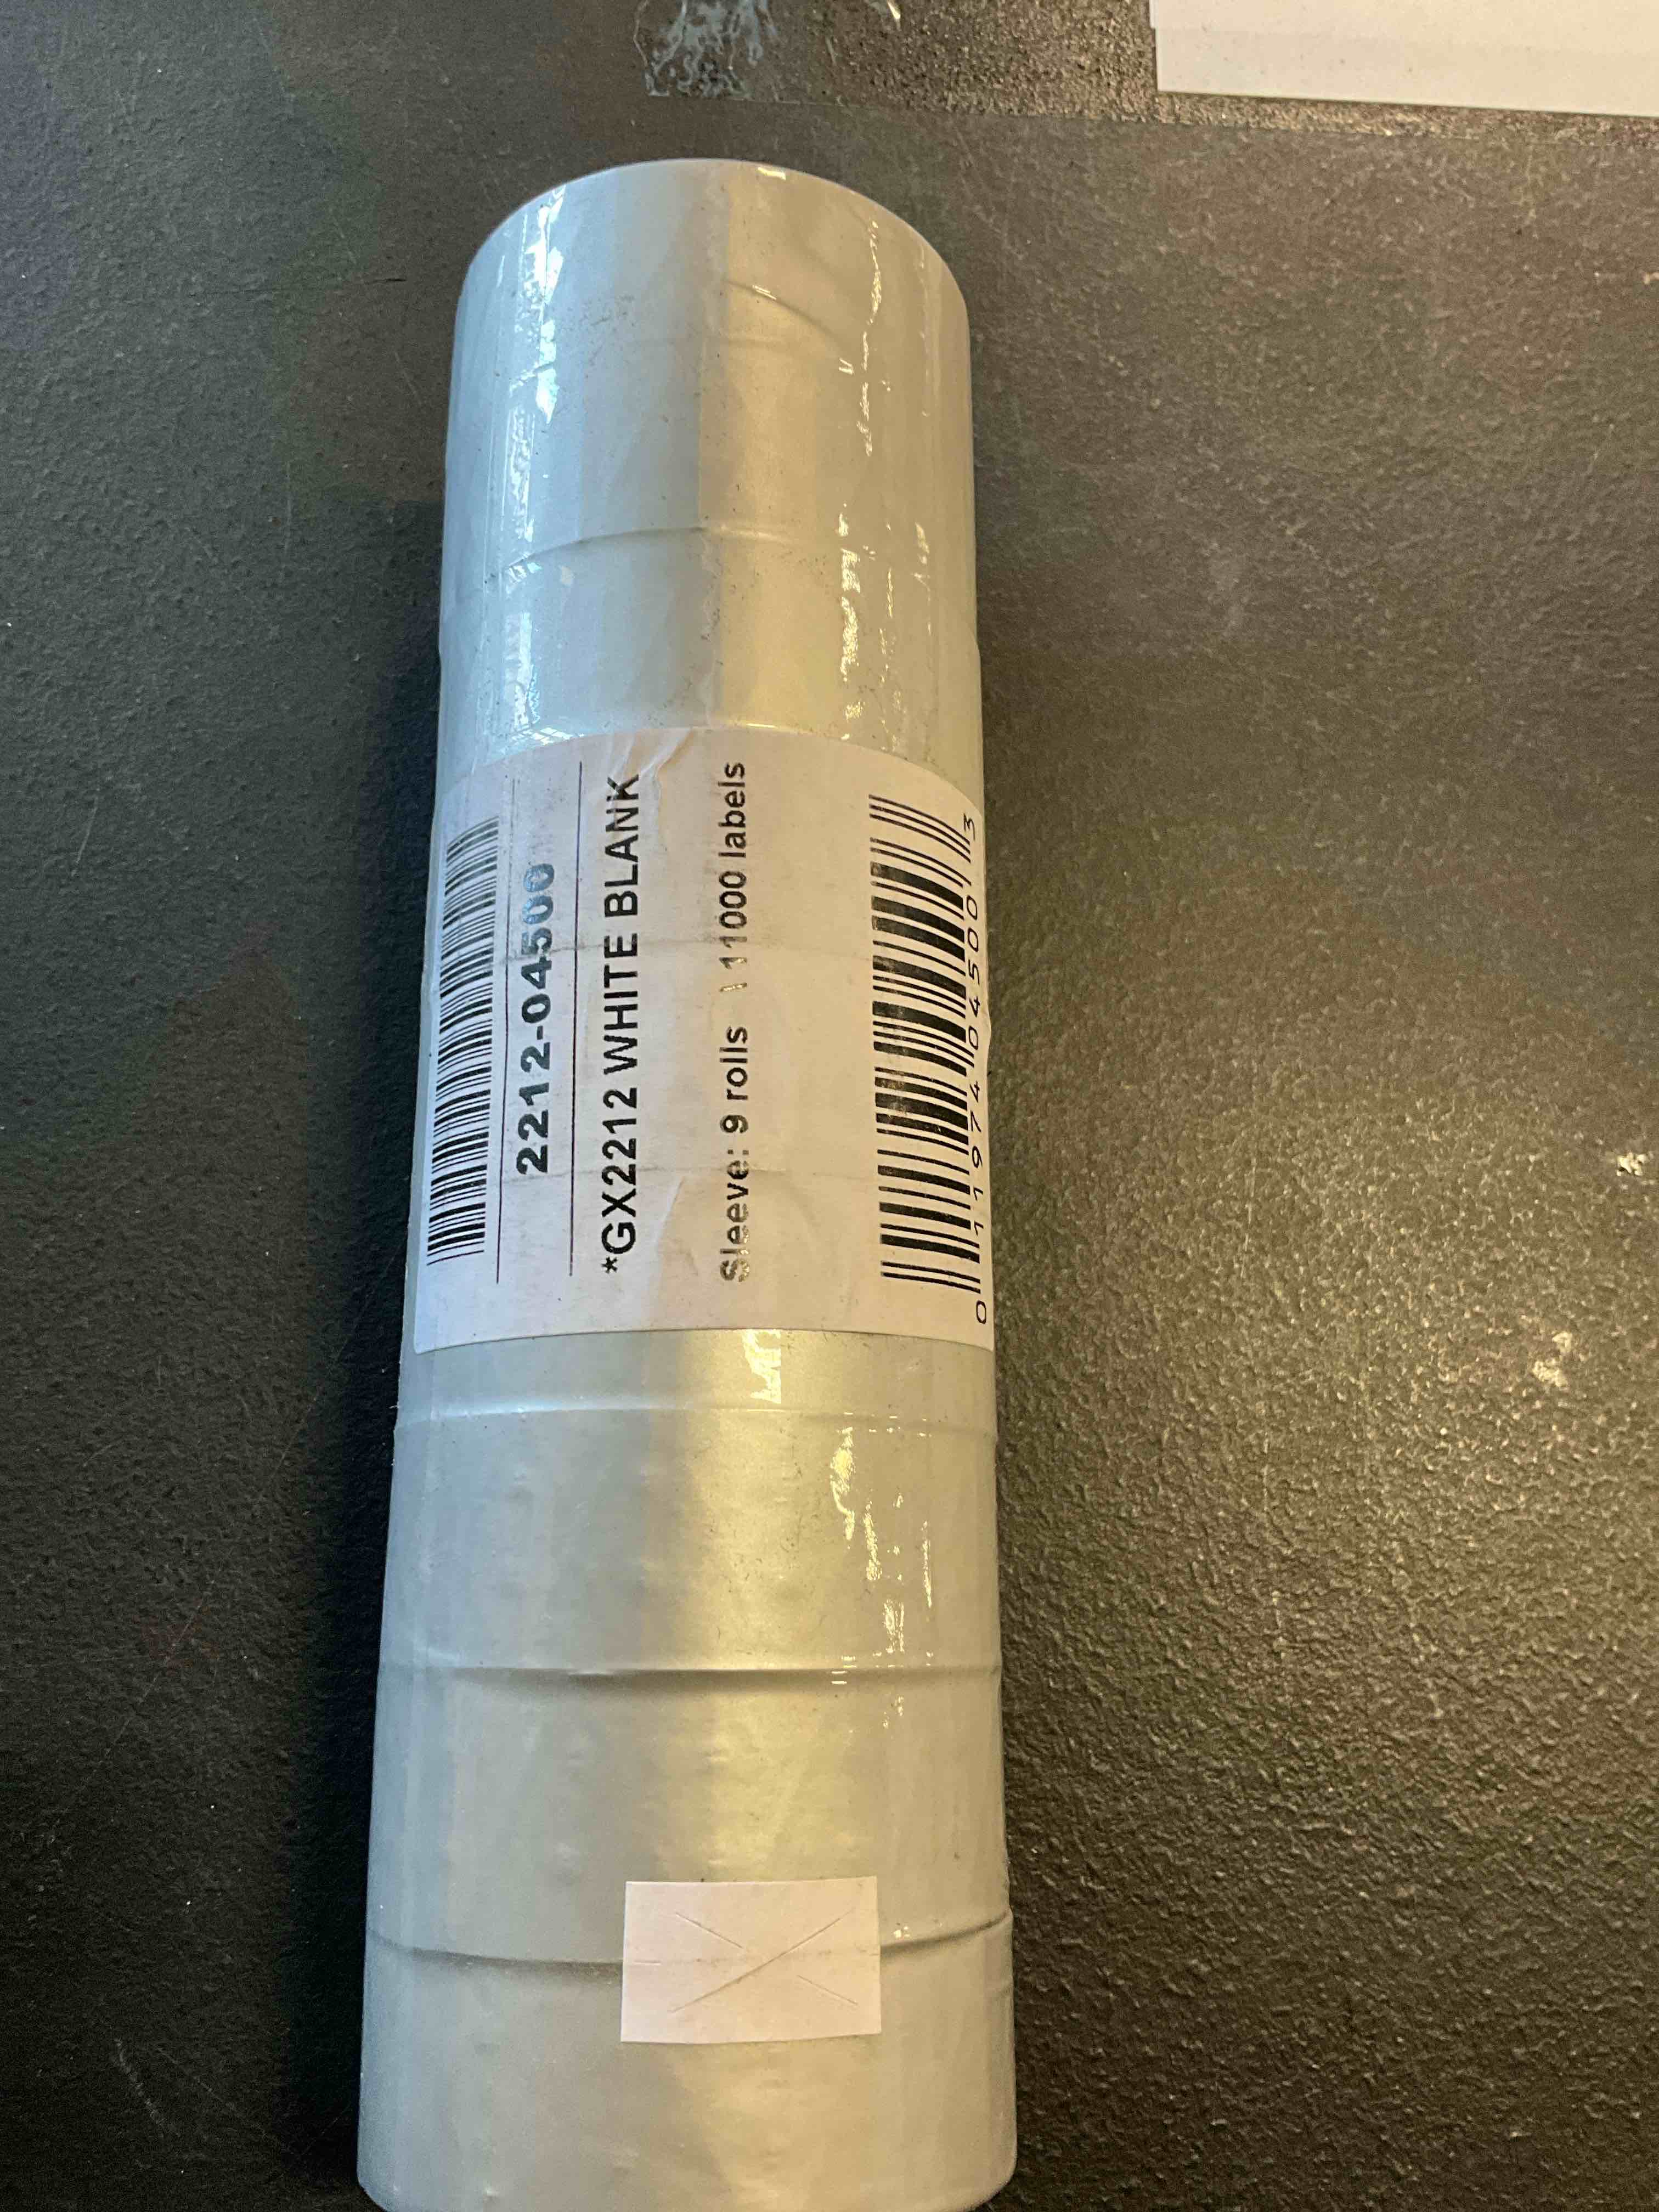 2212-04500
*GX2212 WHITE BLANK
Sleeve: 9 rolls \ 11000 labels
0 11974 04500 3